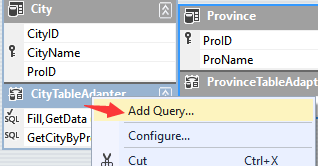 City
CityID
CityName
ProID
CityTableAdapter
SQL Fill,GetData
SQL GetCityByPro
Province
ProID
ProName
ProvinceTableAdapt
Add Query...
Configure...
Cut Ctrl+X